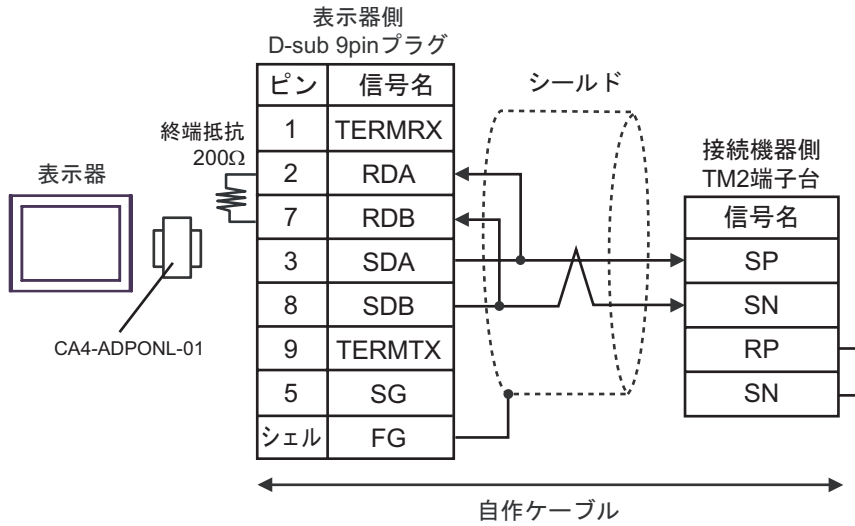 表示器側
D-sub 9pinプラグ
ピン 信号名
1 TERMRX
2 RDA
7 RDB
3 SDA
8 SDB
9 TERMTX
5 SG
シェル FG
終端抵抗
200Ω
表示器
CA4-ADPONL-01
シールド
接続機器側
TM2端子台
信号名
SP
SN
RP
SN
自作ケーブル